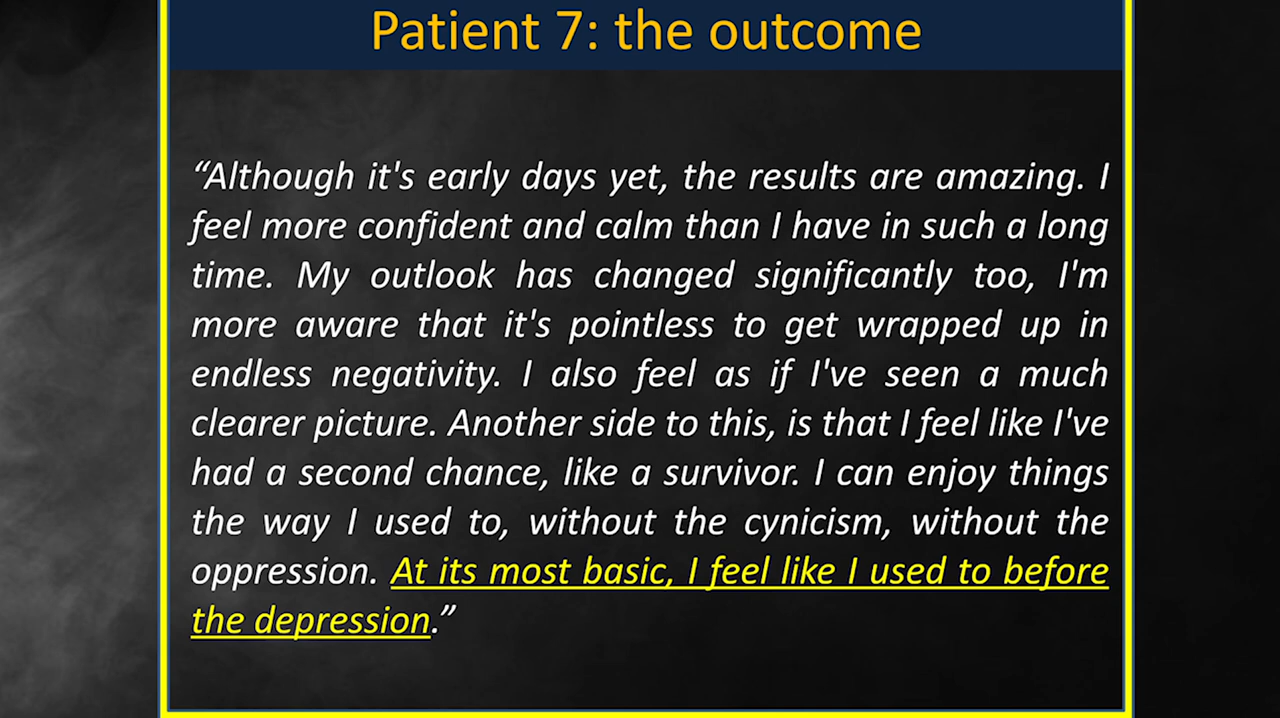 Patient 7: the outcome
“Although it's early days yet, the results are amazing. I
feel more confident and calm than I have in such a long
time. My outlook has changed significantly too, I'm
more aware that it's pointless to get wrapped up in
endless negativity. I also feel as if I've seen a much
clearer picture. Another side to this, is that I feel like I've
had a second chance, like a survivor. I can enjoy things
the way I used to, without the cynicism, without the
oppression. At its most basic, I feel like I used to before
the depression.”